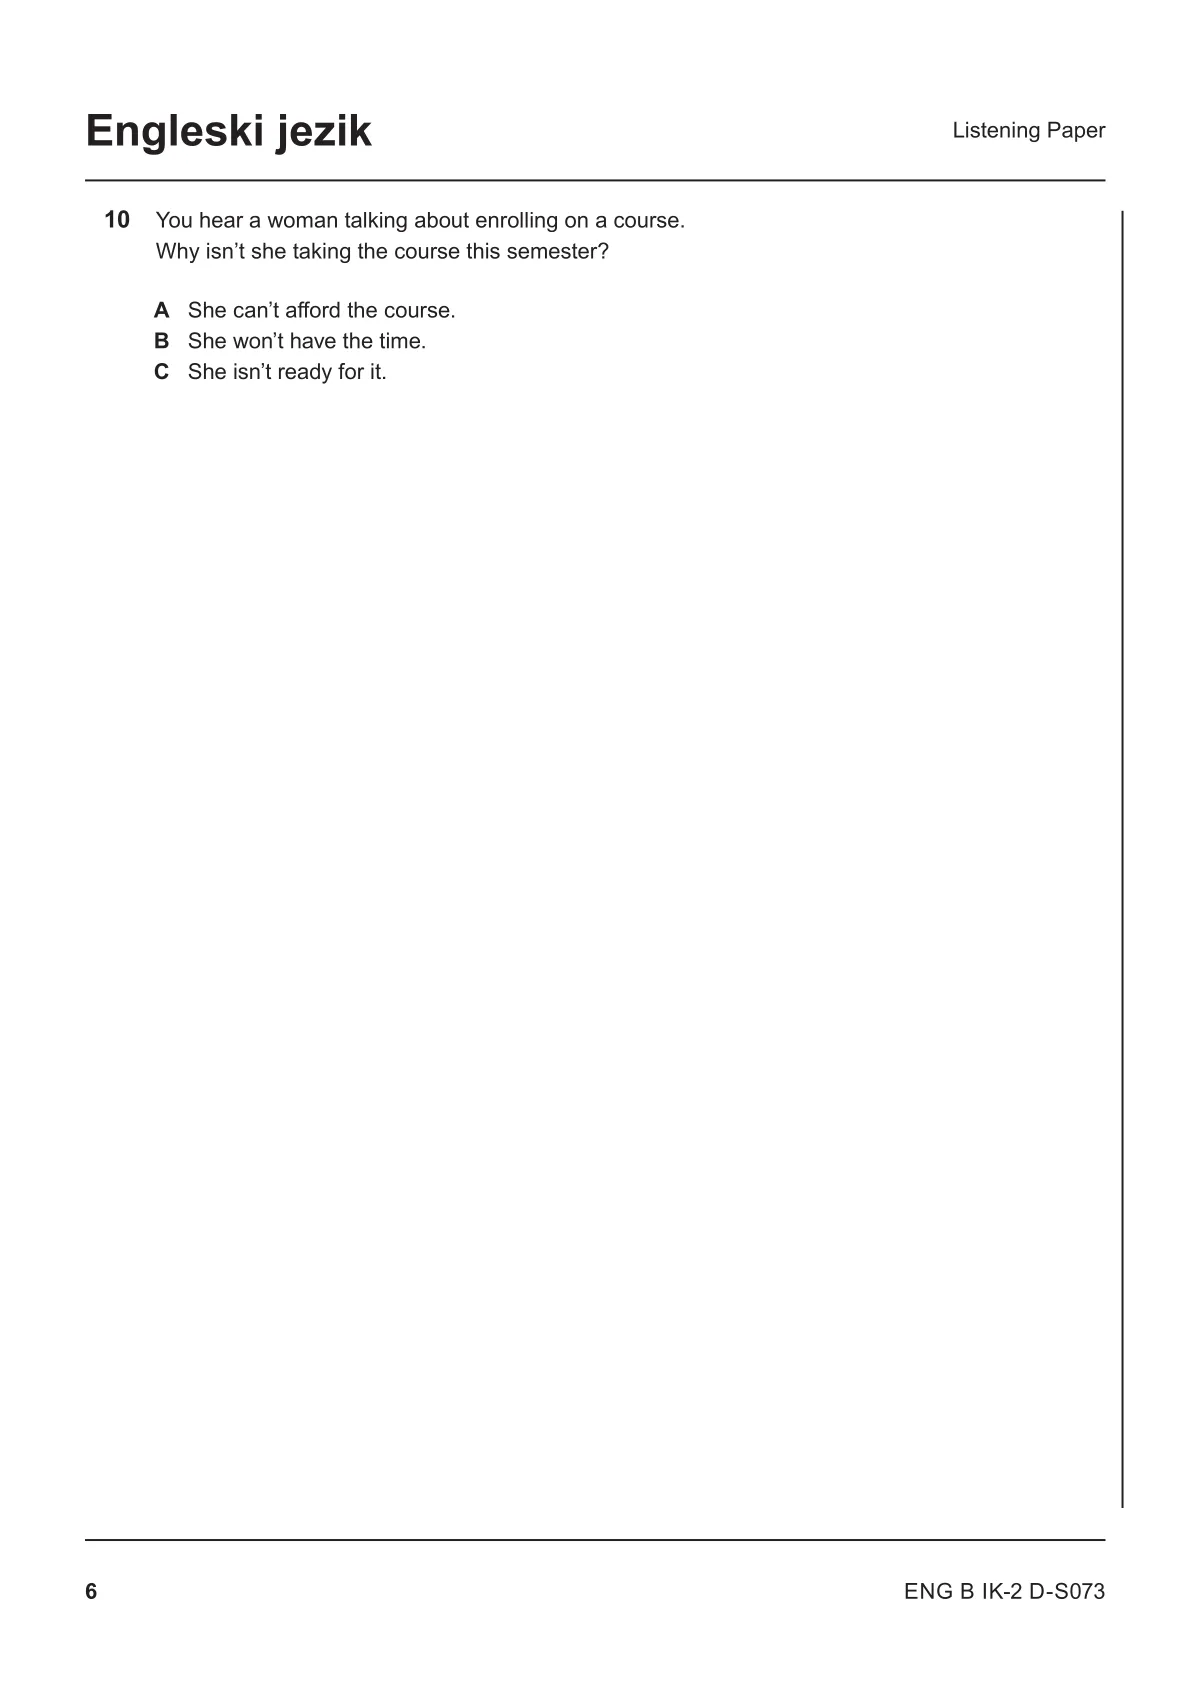 Engleski jezik
Listening Paper
10 You hear a woman talking about enrolling on a course.
Why isn’t she taking the course this semester?
A She can’t afford the course.
B She won’t have the time.
C She isn’t ready for it.
6
ENG B IK-2 D-S073